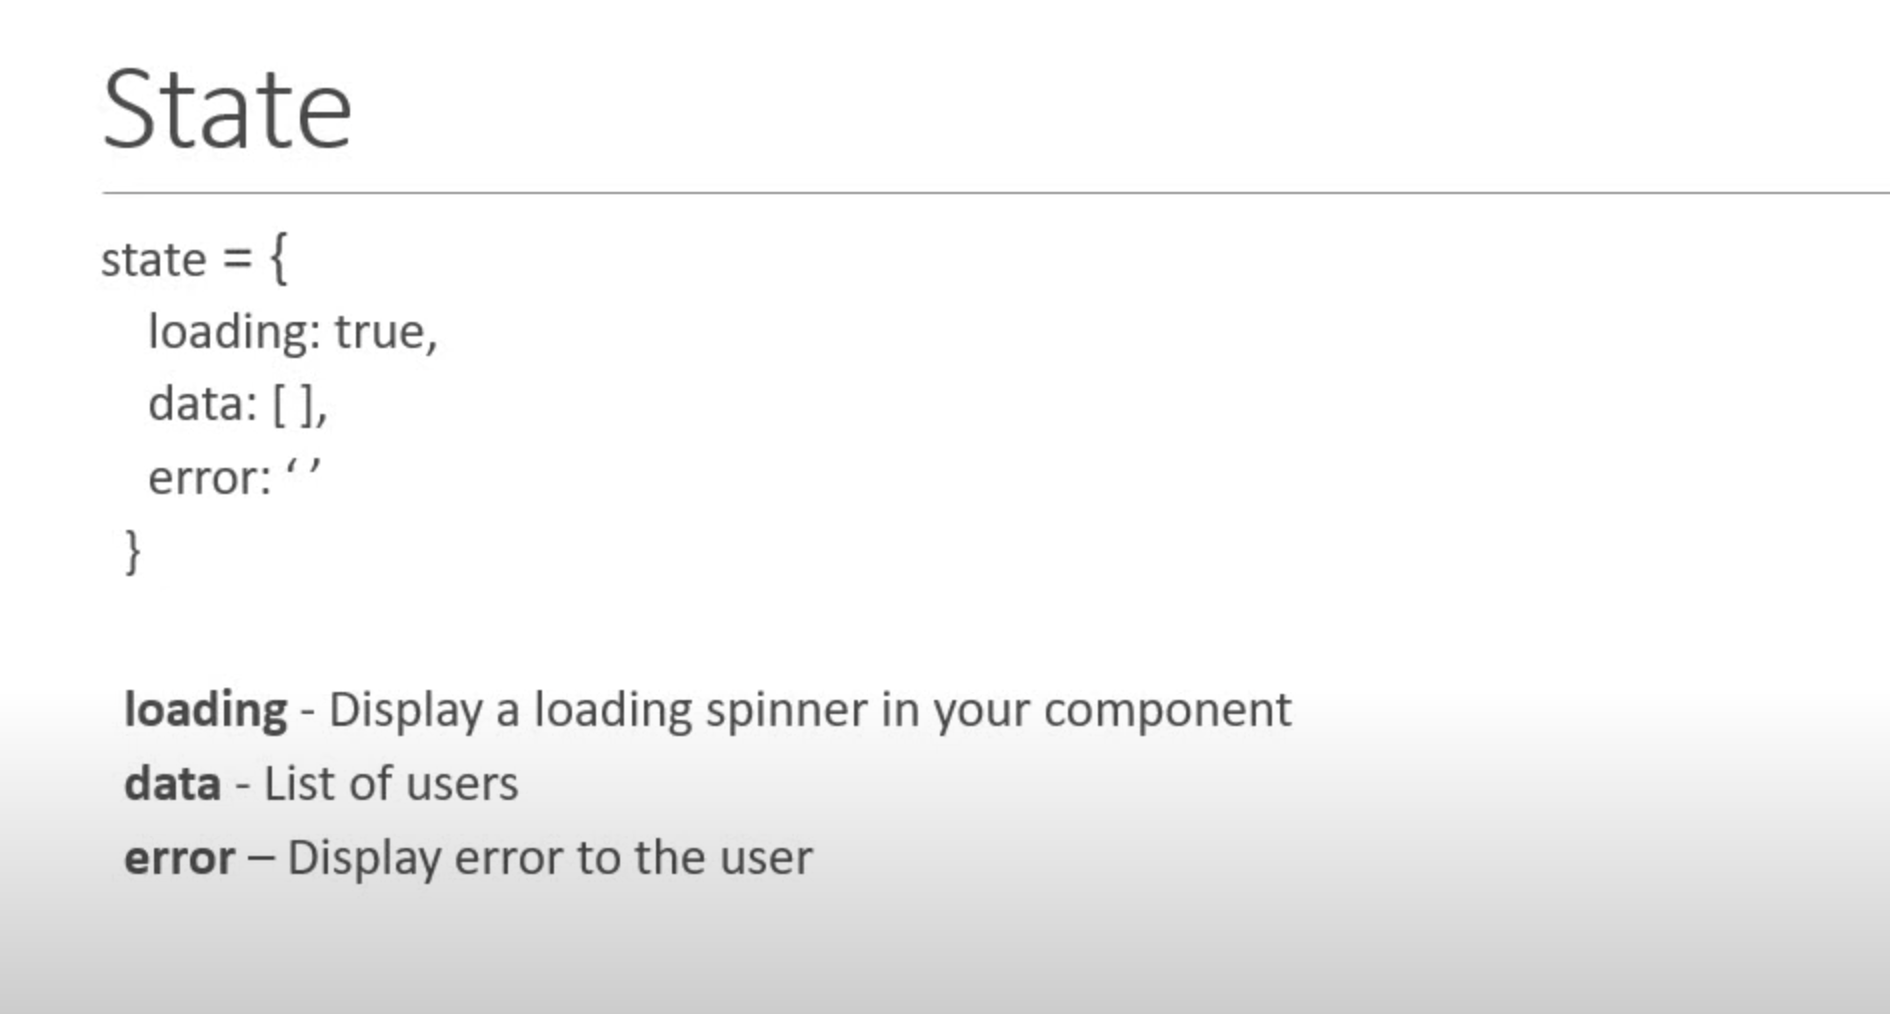 State
state = {
loading: true,
data: [ ],
error: ‘ ’
}
loading - Display a loading spinner in your component
data - List of users
error – Display error to the user